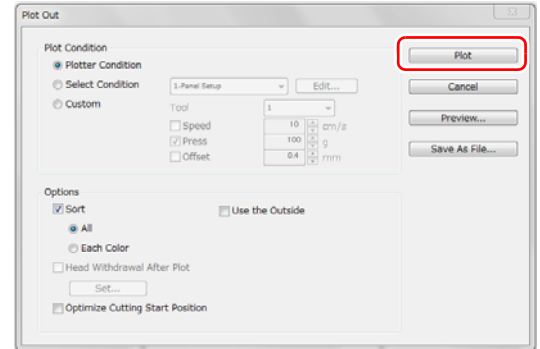 Plot Out
Plot Condition
Plotter Condition
Select Condition 1-Panel Setup Edit...
Custom Tool 1
Speed 10 cm/s
Press 100 g
Offset 0.4 mm
Plot
Cancel
Preview...
Save As File...
Options
Sort Use the Outside
All
Each Color
Head Withdrawal After Plot
Set...
Optimize Cutting Start Position